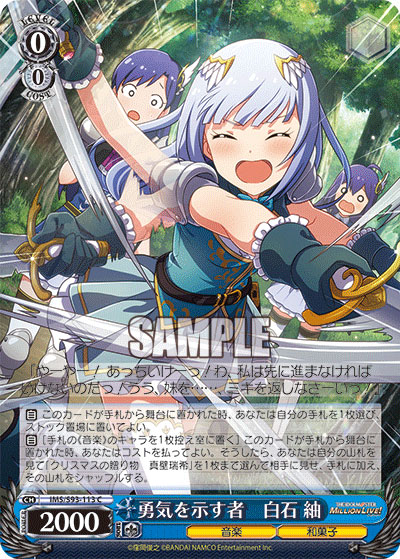 LEVEL
0
0
COST
SAMPLE
「やーやー! あっちいけーっ! わ、私は先に進まなければ
いけないのだっ! うう、妹を……、ミキを返しなさーいっ!」
自 このカードが手札から舞台に置かれた時、あなたは自分の手札を1枚選び、
ストック置場に置いてよい。
自 [手札の《音楽》のキャラを1枚控え室に置く] このカードが手札から舞台に
置かれた時、あなたはコストを払ってよい。そうしたら、あなたは自分の山札を
見て「クリスマスの贈り物 真壁瑞希」を1枚まで選んで相手に見せ、手札に加え、
その山札をシャッフルする。
CH IMS/S93-113 C
2000
勇気を示す者 白石 紬
THE IDOLM@STER
MILLION LIVE!
音楽
和菓子
©窪岡俊之 ©BANDAI NAMCO Entertainment Inc.